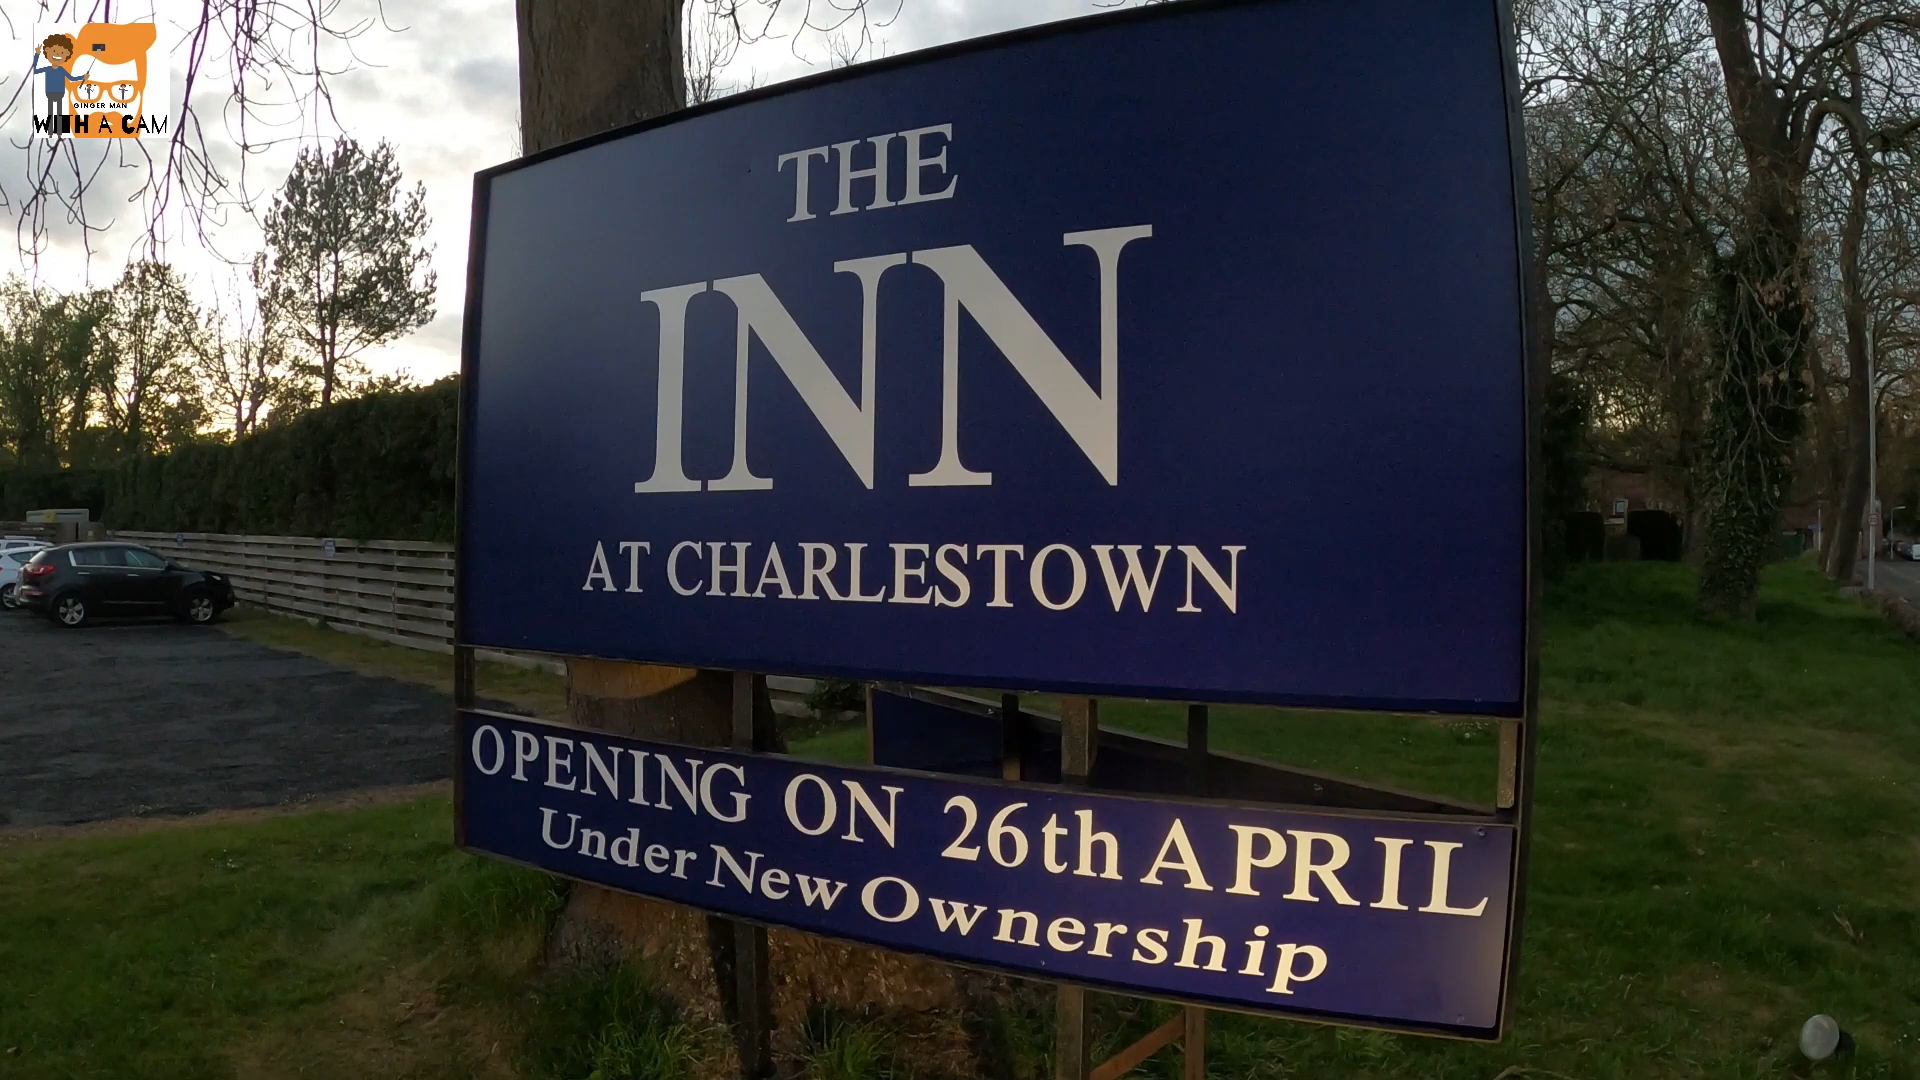 GINGER MAN
WITH A CAM
THE
INN
AT CHARLESTOWN
OPENING ON 26th APRIL
Under New Ownership